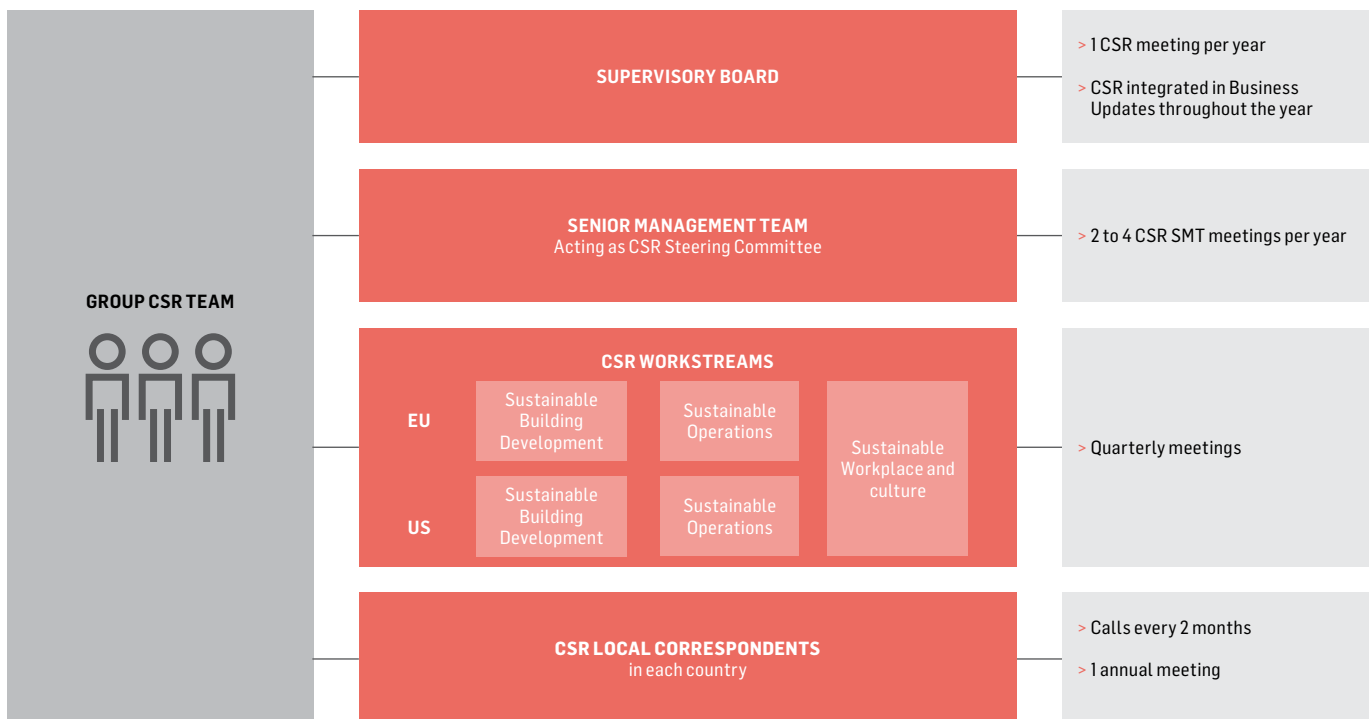 GROUP CSR TEAM
SUPERVISORY BOARD
> 1 CSR meeting per year
> CSR integrated in Business
Updates throughout the year
SENIOR MANAGEMENT TEAM
Acting as CSR Steering Committee
> 2 to 4 CSR SMT meetings per year
CSR WORKSTREAMS
EU
Sustainable
Building
Development
Sustainable
Operations
Sustainable
Workplace and
culture
US
Sustainable
Building
Development
Sustainable
Operations
> Quarterly meetings
CSR LOCAL CORRESPONDENTS
in each country
> Calls every 2 months
> 1 annual meeting